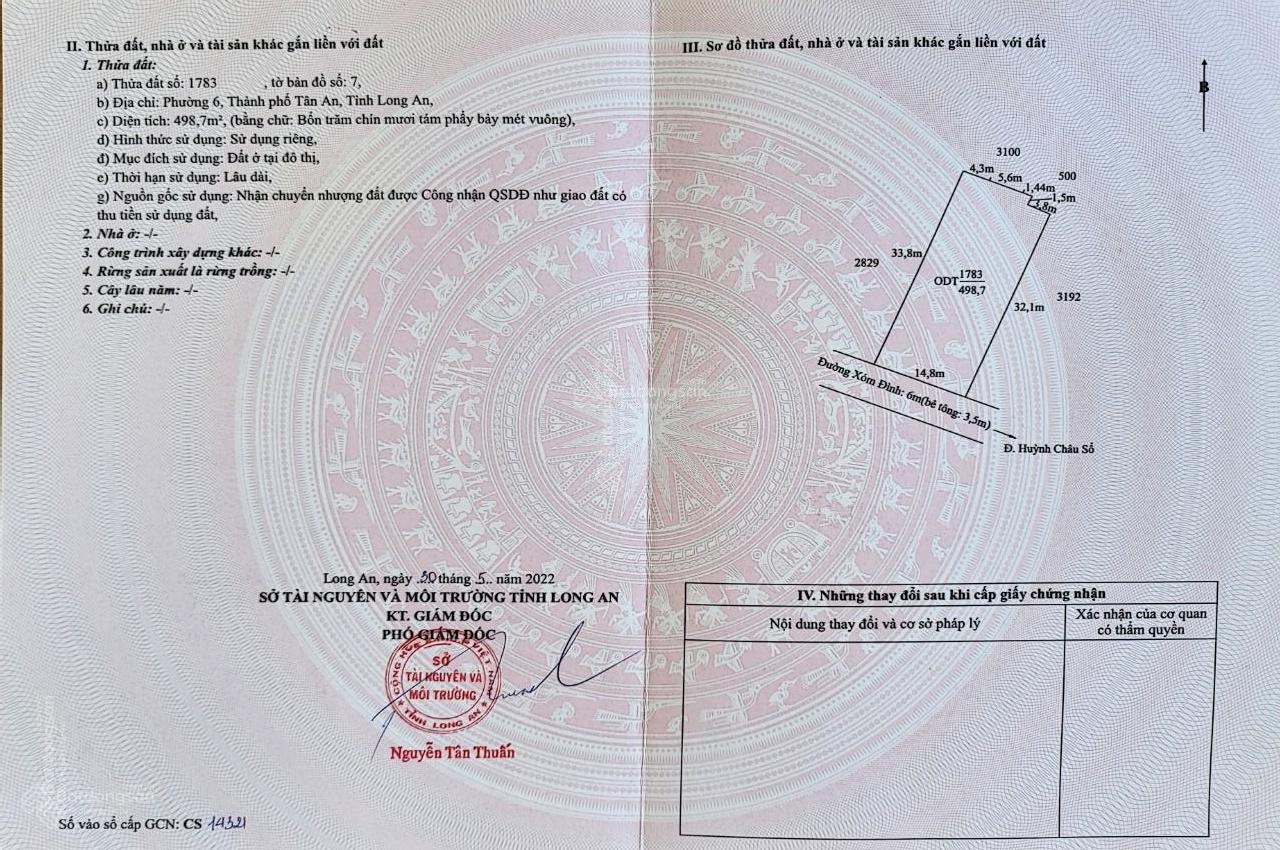 II. Thửa đất, nhà ở và tài sản khác gắn liền với đất
1. Thửa đất:
a) Thửa đất số: 1783 , tờ bản đồ số: 7,
b) Địa chỉ: Phường 6, Thành phố Tân An, Tỉnh Long An,
c) Diện tích: 498,7m², (bằng chữ: Bốn trăm chín mươi tám phẩy bảy mét vuông),
d) Hình thức sử dụng: Sử dụng riêng,
đ) Mục đích sử dụng: Đất ở tại đô thị,
e) Thời hạn sử dụng: Lâu dài,
g) Nguồn gốc sử dụng: Nhận chuyển nhượng đất được Công nhận QSDĐ như giao đất có
thu tiền sử dụng đất,
2. Nhà ở: -/-
3. Công trình xây dựng khác: -/-
4. Rừng sản xuất là rừng trồng: -/-
5. Cây lâu năm: -/-
6. Ghi chú: -/-
Long An, ngày 30 tháng 5 năm 2022
SỞ TÀI NGUYÊN VÀ MÔI TRƯỜNG TỈNH LONG AN
KT. GIÁM ĐỐC
PHÓ GIÁM ĐỐC
SỞ
TÀI NGUYÊN VÀ
MÔI TRƯỜNG
TỈNH LONG AN
Nguyễn Tân Thuấn
Số vào sổ cấp GCN: CS 14321
III. Sơ đồ thửa đất, nhà ở và tài sản khác gắn liền với đất
B
3100
4,3m
5,6m
500
1,44m
1,5m
3,8m
33,8m
2829
ODT 1783
498,7
3192
32,1m
14,8m
Đường Xóm Đình: 6m(bê tông: 3,5m)
Đ. Huỳnh Châu Sổ
IV. Những thay đổi sau khi cấp giấy chứng nhận
Nội dung thay đổi và cơ sở pháp lý
Xác nhận của cơ quan
có thẩm quyền